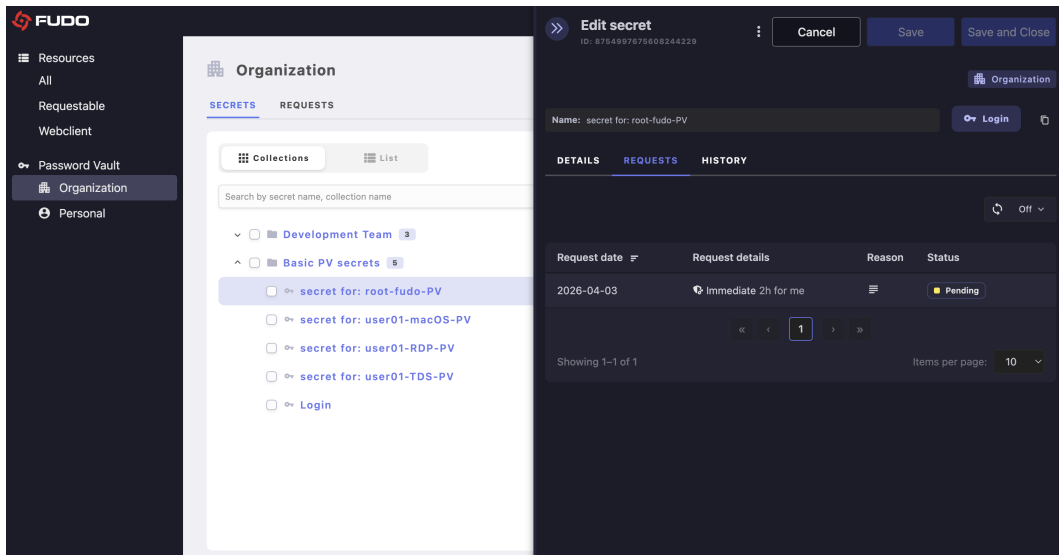 FUDO
Resources
All
Requestable
Webclient
Password Vault
Organization
Personal
Organization
SECRETS REQUESTS
Collections List
Search by secret name, collection name
Development Team 3
Basic PV secrets 5
secret for: root-fudo-PV
secret for: user01-macOS-PV
secret for: user01-RDP-PV
secret for: user01-TDS-PV
Login
Edit secret
ID: 8754997675608244229
Cancel Save Save and Close
Organization
Name: secret for: root-fudo-PV
Login
DETAILS REQUESTS HISTORY
Off
Request date Request details Reason Status
2026-04-03 Immediate 2h for me Pending
« ‹ 1 › »
Showing 1–1 of 1 Items per page: 10